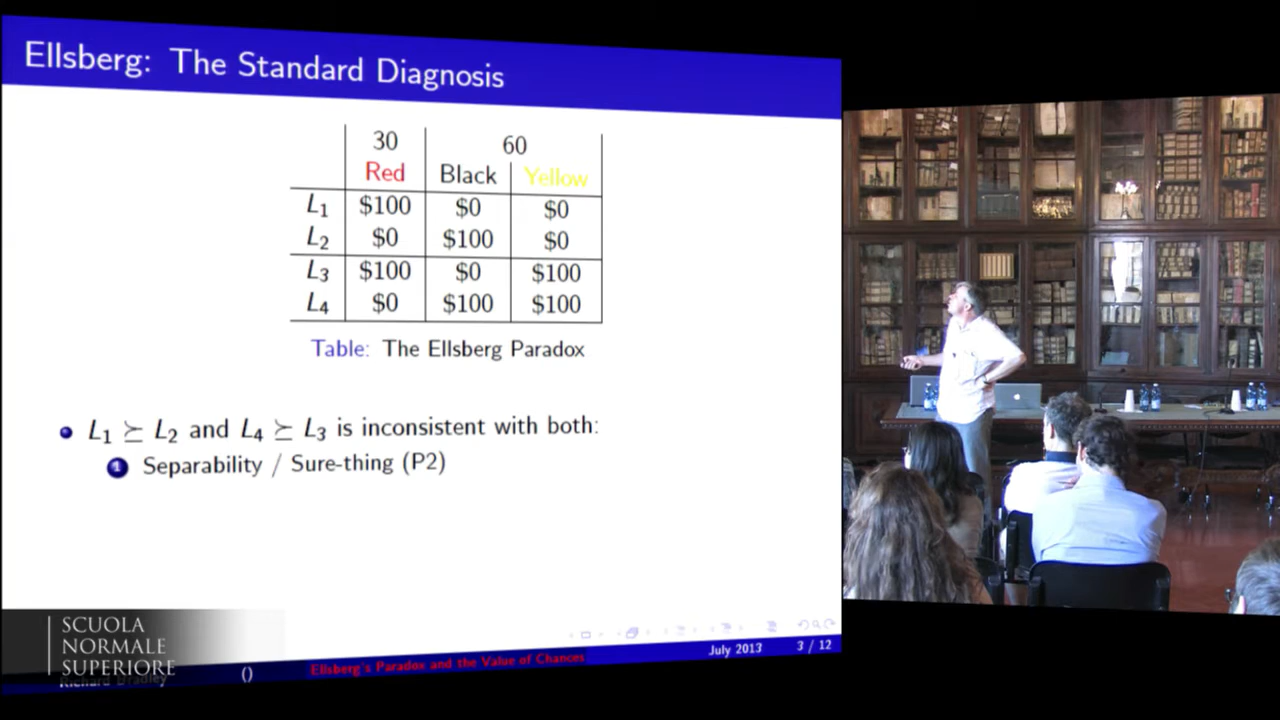 Ellsberg: The Standard Diagnosis
30 60
Red Black Yellow
L1 $100 $0 $0
L2 $0 $100 $0
L3 $100 $0 $100
L4 $0 $100 $100
Table: The Ellsberg Paradox
L1 ⪰ L2 and L4 ⪰ L3 is inconsistent with both:
1 Separability / Sure-thing (P2)
SCUOLA
NORMALE
SUPERIORE
Richard Bradley () Ellsberg's Paradox and the Value of Chances July 2013 3 / 12